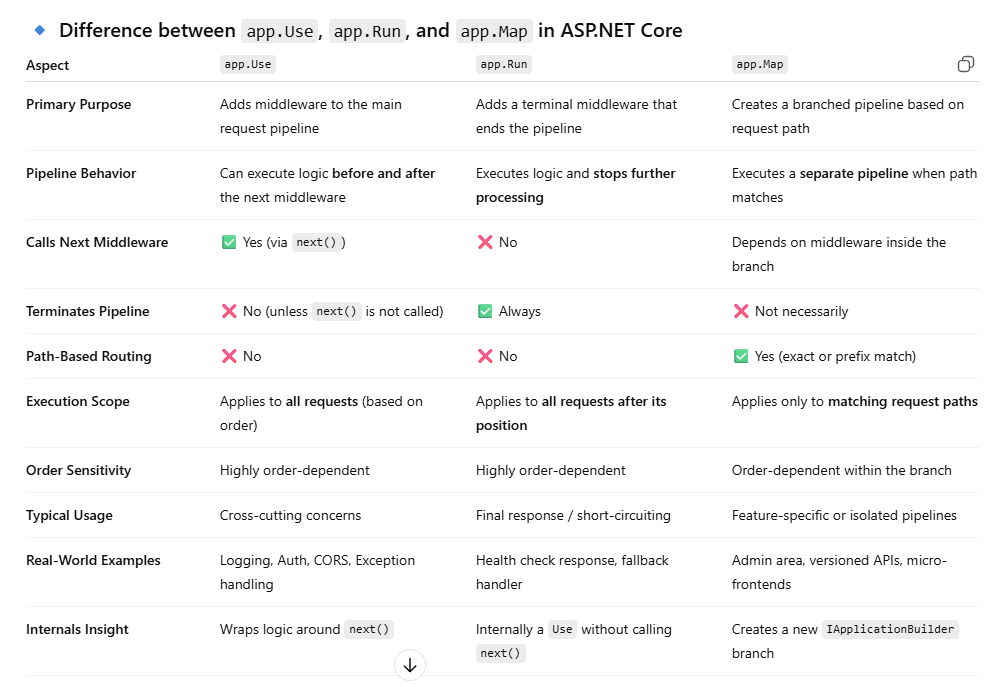 Difference between app.Use, app.Run, and app.Map in ASP.NET Core
Aspect app.Use app.Run app.Map
Primary Purpose Adds middleware to the main Adds a terminal middleware that Creates a branched pipeline based on
request pipeline ends the pipeline request path
Pipeline Behavior Can execute logic before and after Executes logic and stops further Executes a separate pipeline when path
the next middleware processing matches
Calls Next Middleware ✅ Yes (via next() ) ❌ No Depends on middleware inside the
branch
Terminates Pipeline ❌ No (unless next() is not called) ✅ Always ❌ Not necessarily
Path-Based Routing ❌ No ❌ No ✅ Yes (exact or prefix match)
Execution Scope Applies to all requests (based on Applies to all requests after its Applies only to matching request paths
order) position
Order Sensitivity Highly order-dependent Highly order-dependent Order-dependent within the branch
Typical Usage Cross-cutting concerns Final response / short-circuiting Feature-specific or isolated pipelines
Real-World Examples Logging, Auth, CORS, Exception Health check response, fallback Admin area, versioned APIs, micro-
handling handler frontends
Internals Insight Wraps logic around next() Internally a Use without calling Creates a new IApplicationBuilder
next() branch